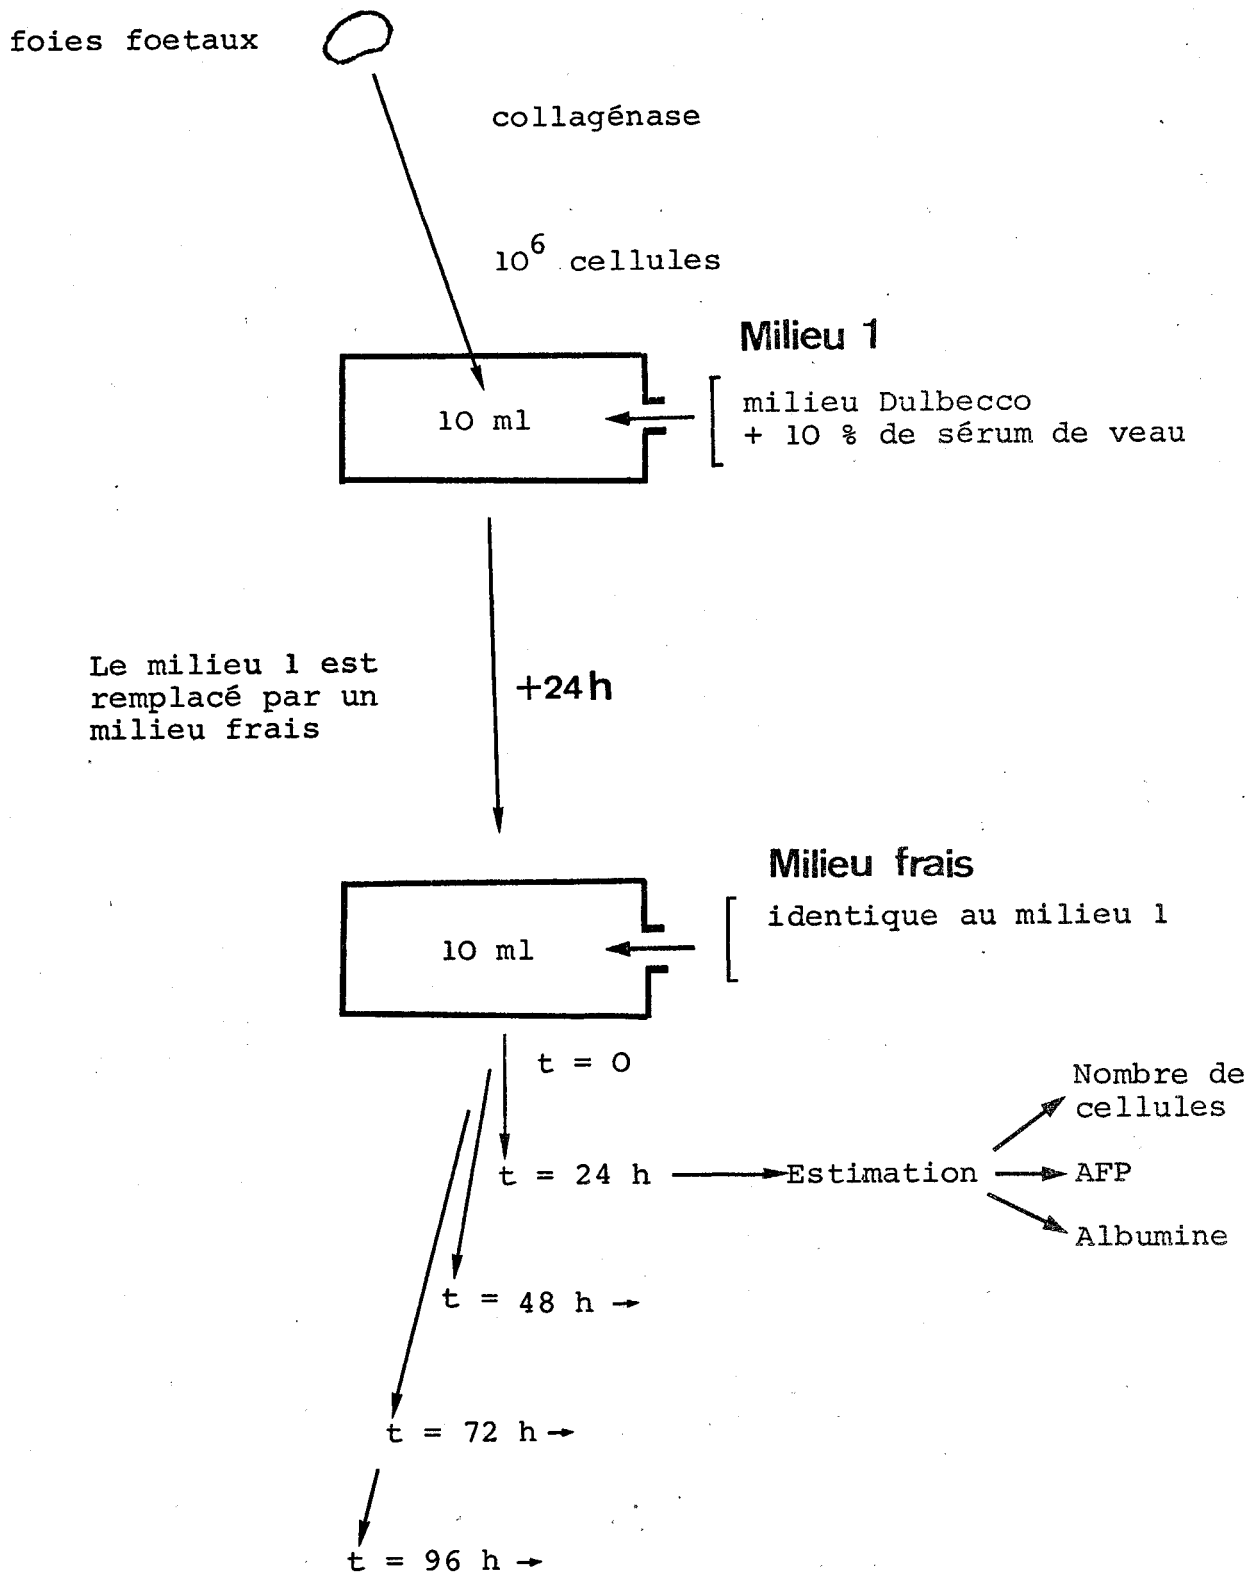 foies foetaux
collagénase
10⁶ cellules
Milieu 1
10 ml
milieu Dulbecco
+ 10 % de sérum de veau
Le milieu 1 est
remplacé par un
milieu frais
+24h
Milieu frais
identique au milieu 1
10 ml
t = 0
Nombre de
cellules
t = 24 h
Estimation
AFP
Albumine
t = 48 h
t = 72 h
t = 96 h